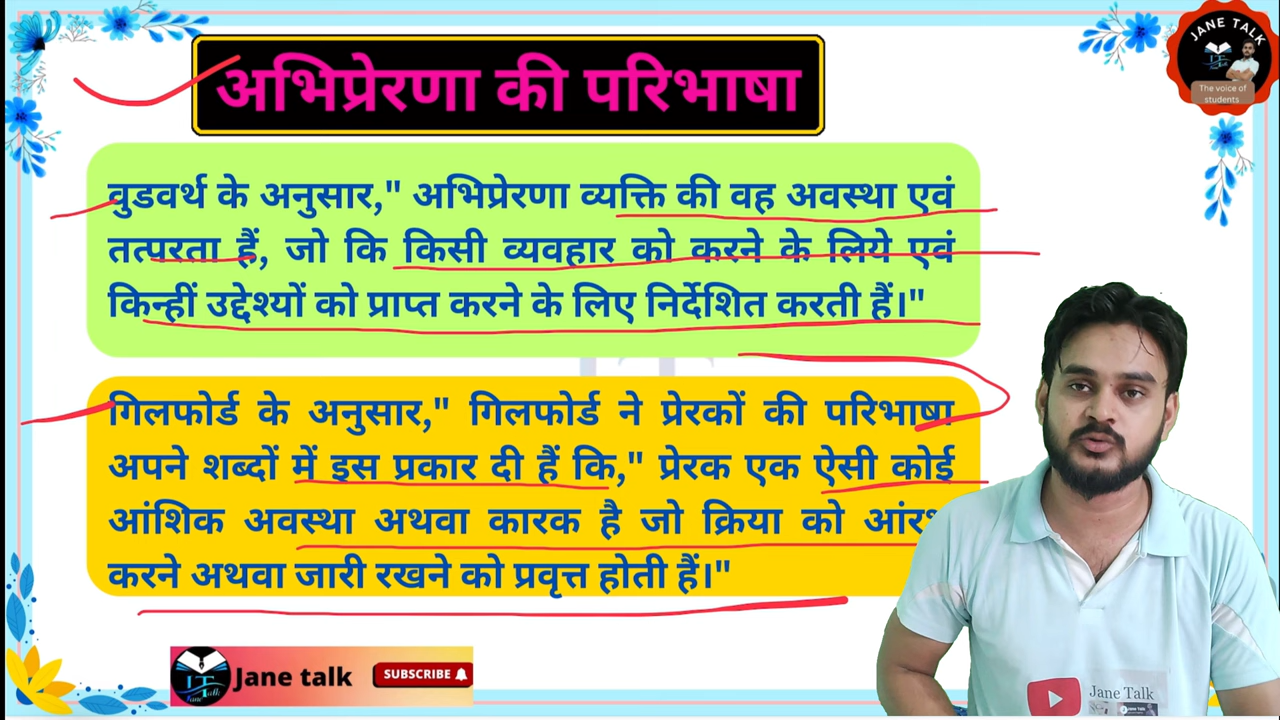 अभिप्रेरणा की परिभाषा
JANE TALK
The voice of
students
वुडवर्थ के अनुसार," अभिप्रेरणा व्यक्ति की वह अवस्था एवं
तत्परता हैं, जो कि किसी व्यवहार को करने के लिये एवं
किन्हीं उद्देश्यों को प्राप्त करने के लिए निर्देशित करती हैं।"
गिलफोर्ड के अनुसार," गिलफोर्ड ने प्रेरकों की परिभाषा
अपने शब्दों में इस प्रकार दी हैं कि," प्रेरक एक ऐसी कोई
आंशिक अवस्था अथवा कारक है जो क्रिया को
करने अथवा जारी रखने को प्रवृत्त होती हैं।"
Jane talk
SUBSCRIBE
Jane Talk